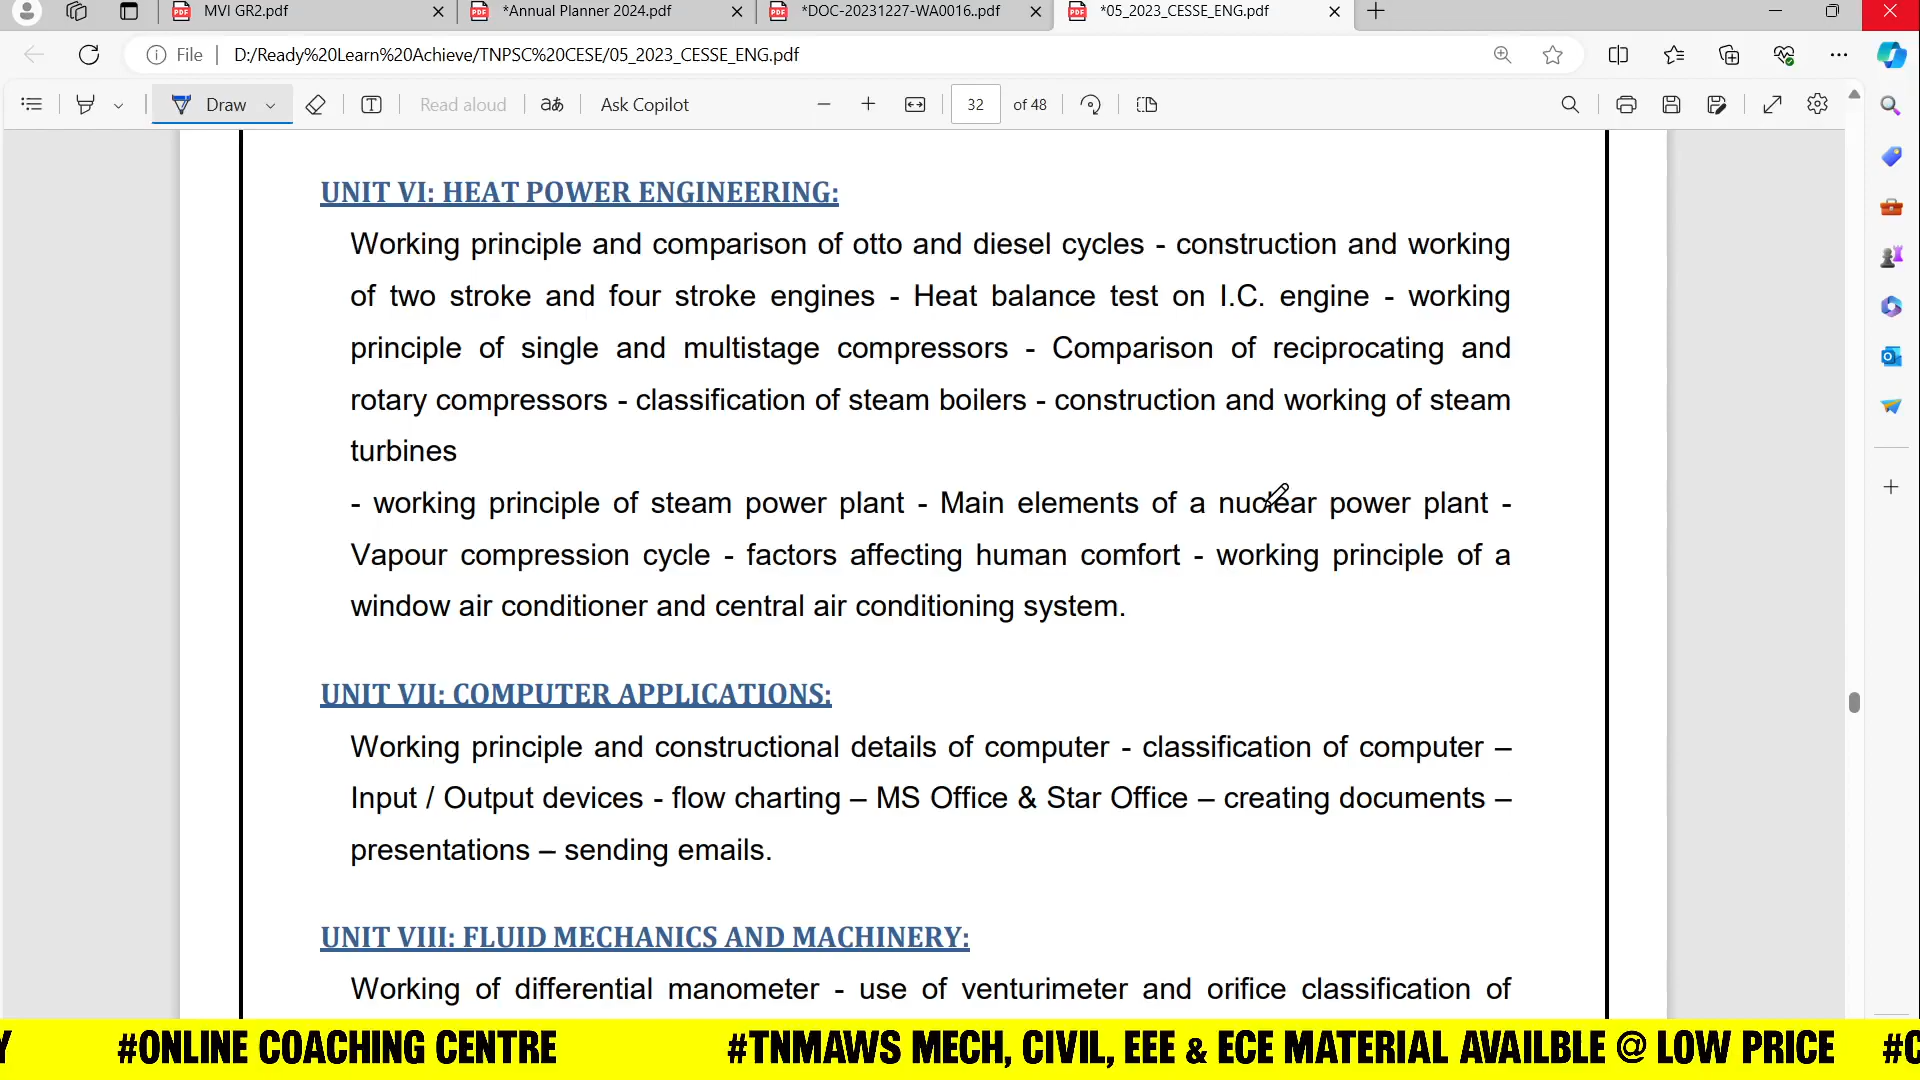 MVI GR2.pdf
*Annual Planner 2024.pdf
*DOC-20231227-WA0016..pdf
*05_2023_CESSE_ENG.pdf
File
D:/Ready%20Learn%20Achieve/TNPSC%20CESE/05_2023_CESSE_ENG.pdf
Draw
T
Read aloud
aあ
Ask Copilot
32
of 48
UNIT VI: HEAT POWER ENGINEERING:
Working principle and comparison of otto and diesel cycles - construction and working
of two stroke and four stroke engines - Heat balance test on I.C. engine - working
principle of single and multistage compressors - Comparison of reciprocating and
rotary compressors - classification of steam boilers - construction and working of steam
turbines
- working principle of steam power plant - Main elements of a nuclear power plant -
Vapour compression cycle - factors affecting human comfort - working principle of a
window air conditioner and central air conditioning system.
UNIT VII: COMPUTER APPLICATIONS:
Working principle and constructional details of computer - classification of computer –
Input / Output devices - flow charting – MS Office & Star Office – creating documents –
presentations – sending emails.
UNIT VIII: FLUID MECHANICS AND MACHINERY:
Working of differential manometer - use of venturimeter and orifice classification of
Y #ONLINE COACHING CENTRE #TNMAWS MECH, CIVIL, EEE & ECE MATERIAL AVAILBLE @ LOW PRICE #C